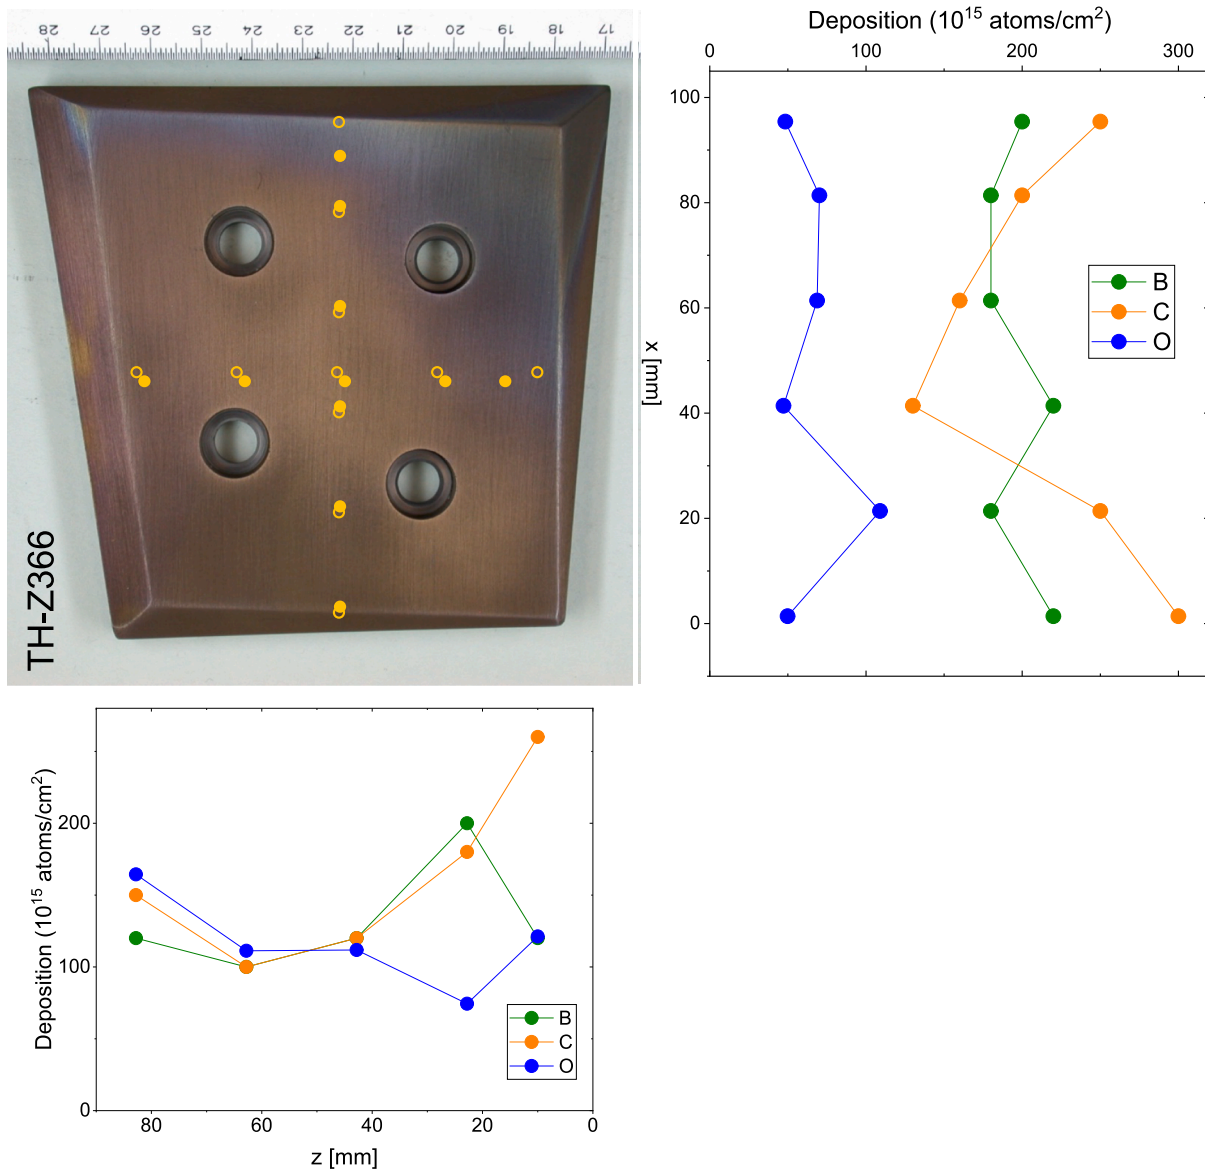 Deposition (10¹⁵ atoms/cm²)
0 100 200 300
28 27 26 25 24 23 22 21 20 19 18 17
100
80
60
40
20
0
x [mm]
B
C
O
TH-Z366
Deposition (10¹⁵ atoms/cm²)
200
100
0
B
C
O
80 60 40 20 0
z [mm]